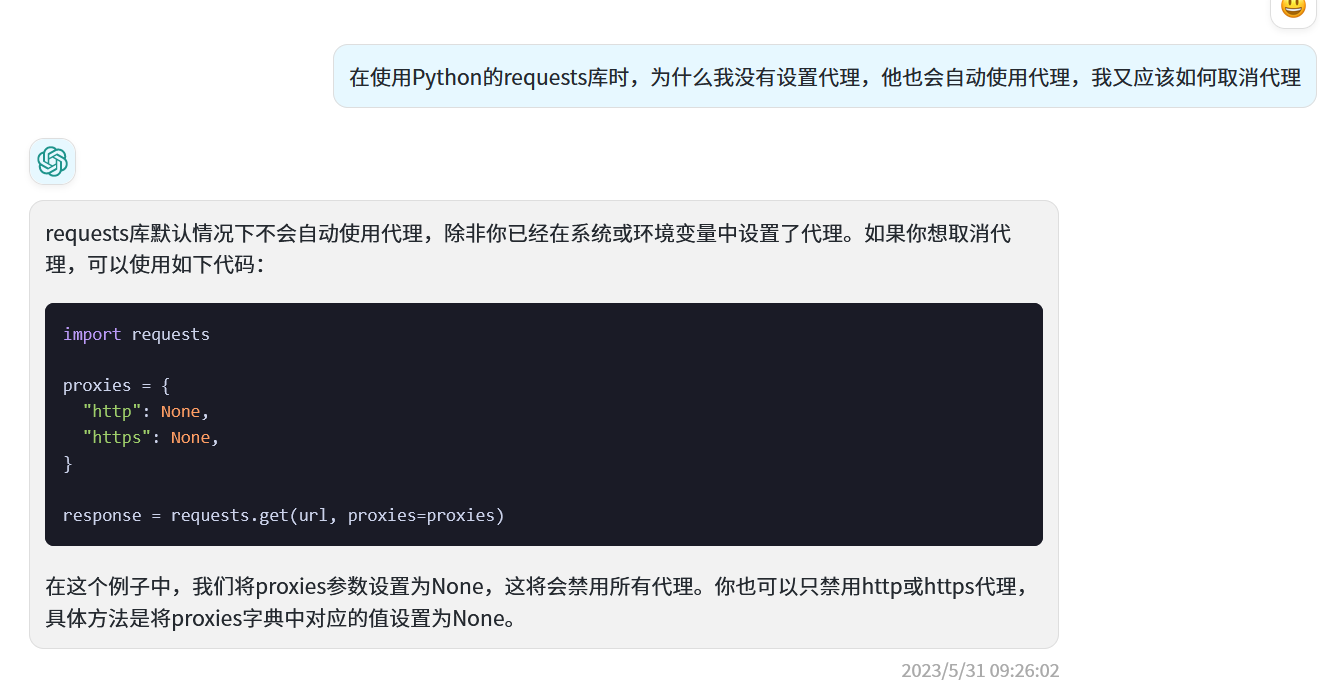 在使用Python的requests库时，为什么我没有设置代理，他也会自动使用代理，我又应该如何取消代理
requests库默认情况下不会自动使用代理，除非你已经在系统或环境变量中设置了代理。如果你想取消代
理，可以使用如下代码：
import requests
proxies = {
  "http": None,
  "https": None,
}
response = requests.get(url, proxies=proxies)
在这个例子中，我们将proxies参数设置为None，这将会禁用所有代理。你也可以只禁用http或https代理，
具体方法是将proxies字典中对应的值设置为None。
2023/5/31 09:26:02